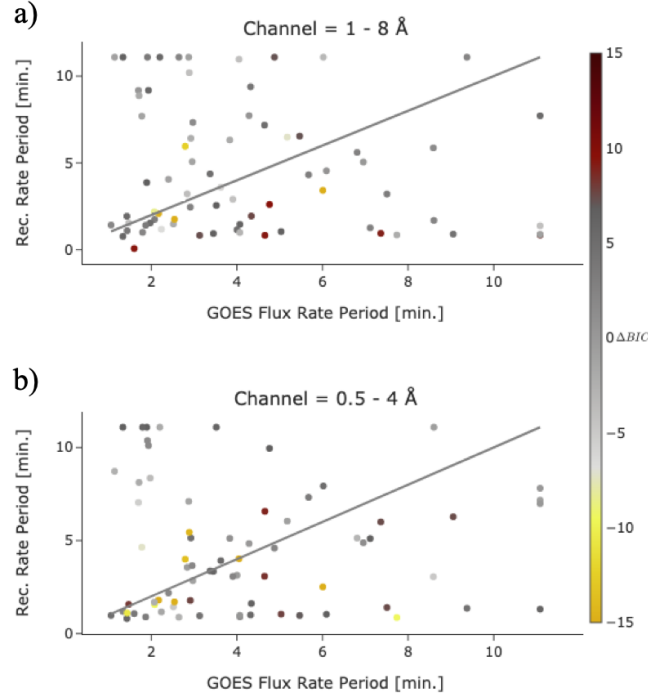 a)
Channel = 1 - 8 Å
Rec. Rate Period [min.]
10
5
0
2
4
6
8
10
GOES Flux Rate Period [min.]
b)
Channel = 0.5 - 4 Å
Rec. Rate Period [min.]
10
5
0
2
4
6
8
10
GOES Flux Rate Period [min.]
15
10
5
0 ΔBIC
−5
−10
−15